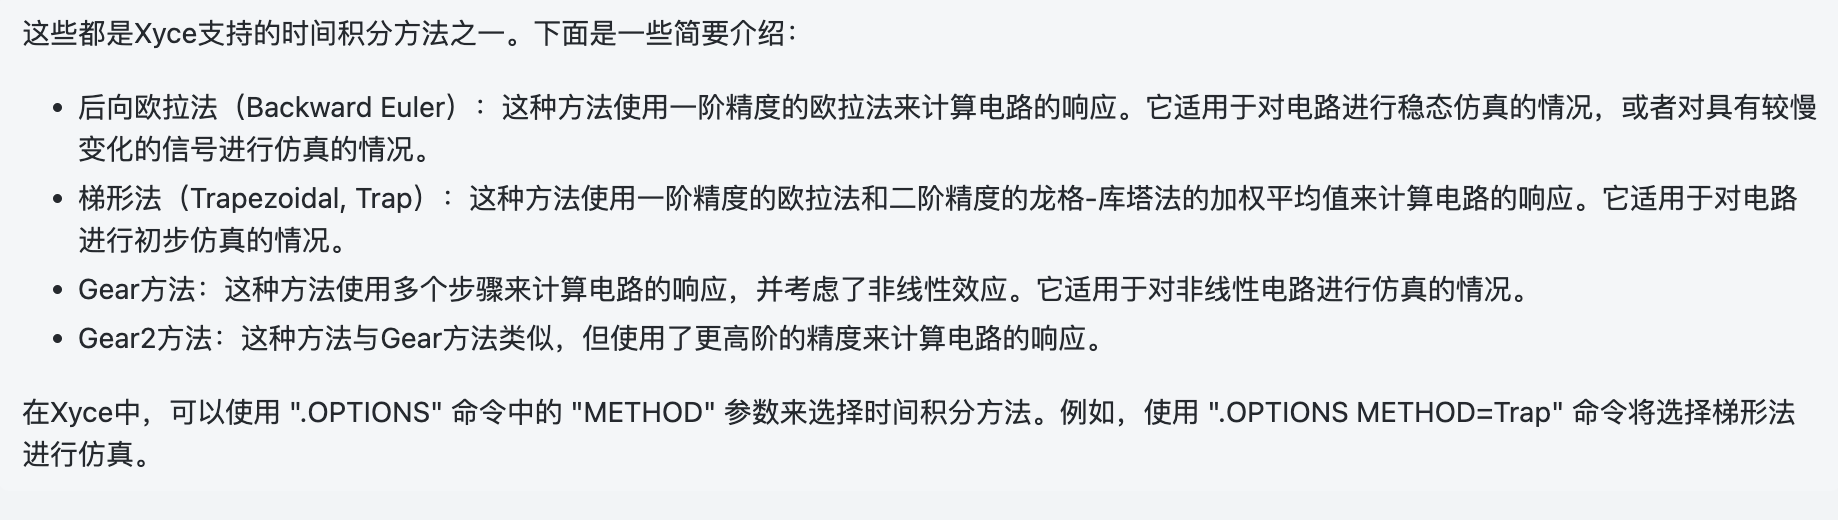 这些都是Xyce支持的时间积分方法之一。下面是一些简要介绍：
• 后向欧拉法（Backward Euler）：这种方法使用一阶精度的欧拉法来计算电路的响应。它适用于对电路进行稳态仿真的情况，或者对具有较慢
变化的信号进行仿真的情况。
• 梯形法（Trapezoidal, Trap）：这种方法使用一阶精度的欧拉法和二阶精度的龙格-库塔法的加权平均值来计算电路的响应。它适用于对电路
进行初步仿真的情况。
• Gear方法：这种方法使用多个步骤来计算电路的响应，并考虑了非线性效应。它适用于对非线性电路进行仿真的情况。
• Gear2方法：这种方法与Gear方法类似，但使用了更高阶的精度来计算电路的响应。
在Xyce中，可以使用 ".OPTIONS" 命令中的 "METHOD" 参数来选择时间积分方法。例如，使用 ".OPTIONS METHOD=Trap" 命令将选择梯形法
进行仿真。